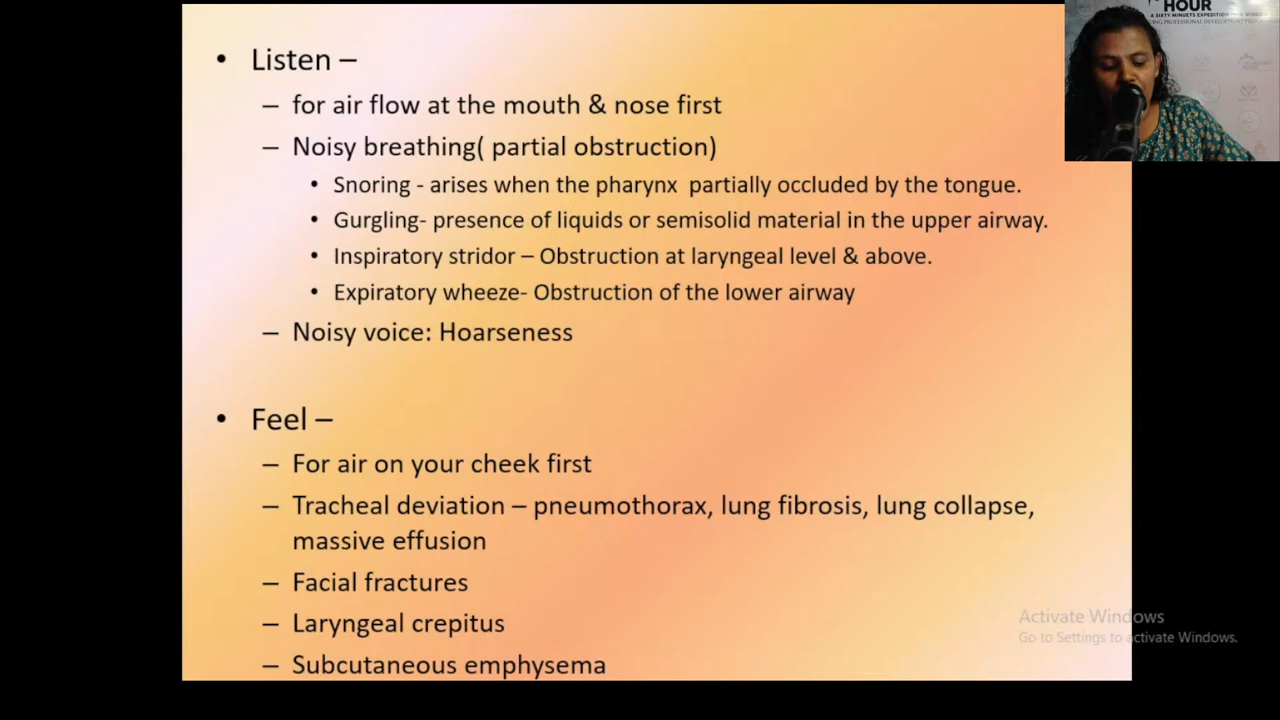 HOUR
A SIXTY MINUETS EXPEDITION
• Listen –
– for air flow at the mouth & nose first
– Noisy breathing( partial obstruction)
• Snoring - arises when the pharynx partially occluded by the tongue.
• Gurgling- presence of liquids or semisolid material in the upper airway.
• Inspiratory stridor – Obstruction at laryngeal level & above.
• Expiratory wheeze- Obstruction of the lower airway
– Noisy voice: Hoarseness
• Feel –
– For air on your cheek first
– Tracheal deviation – pneumothorax, lung fibrosis, lung collapse,
massive effusion
– Facial fractures
– Laryngeal crepitus
– Subcutaneous emphysema
Activate Windows
Go to Settings to activate Windows.